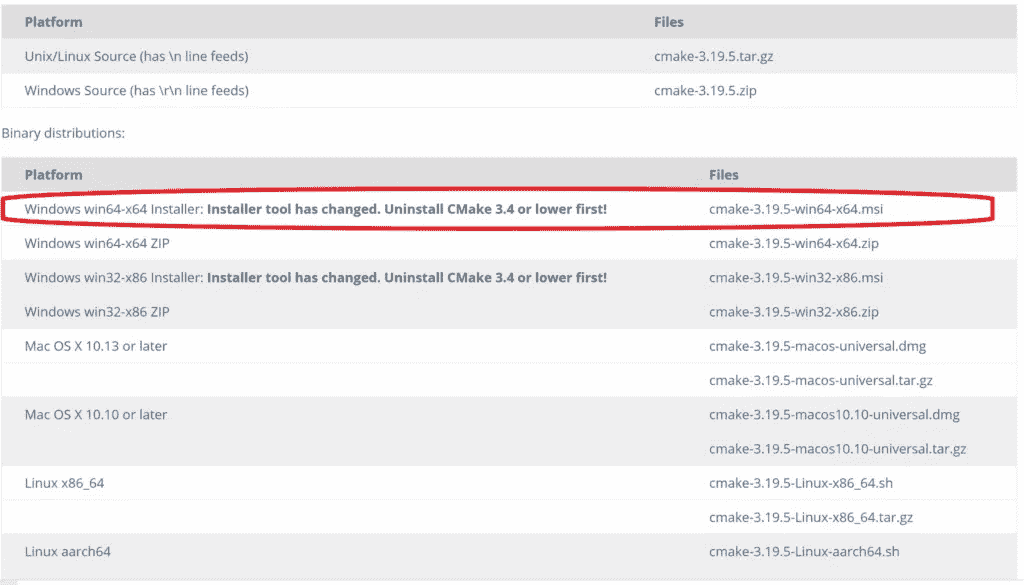 Platform Files
Unix/Linux Source (has \n line feeds) cmake-3.19.5.tar.gz
Windows Source (has \r\n line feeds) cmake-3.19.5.zip
Binary distributions:
Platform Files
Windows win64-x64 Installer: Installer tool has changed. Uninstall CMake 3.4 or lower first! cmake-3.19.5-win64-x64.msi
Windows win64-x64 ZIP cmake-3.19.5-win64-x64.zip
Windows win32-x86 Installer: Installer tool has changed. Uninstall CMake 3.4 or lower first! cmake-3.19.5-win32-x86.msi
Windows win32-x86 ZIP cmake-3.19.5-win32-x86.zip
Mac OS X 10.13 or later cmake-3.19.5-macos-universal.dmg
cmake-3.19.5-macos-universal.tar.gz
Mac OS X 10.10 or later cmake-3.19.5-macos10.10-universal.dmg
cmake-3.19.5-macos10.10-universal.tar.gz
Linux x86_64 cmake-3.19.5-Linux-x86_64.sh
cmake-3.19.5-Linux-x86_64.tar.gz
Linux aarch64 cmake-3.19.5-Linux-aarch64.sh